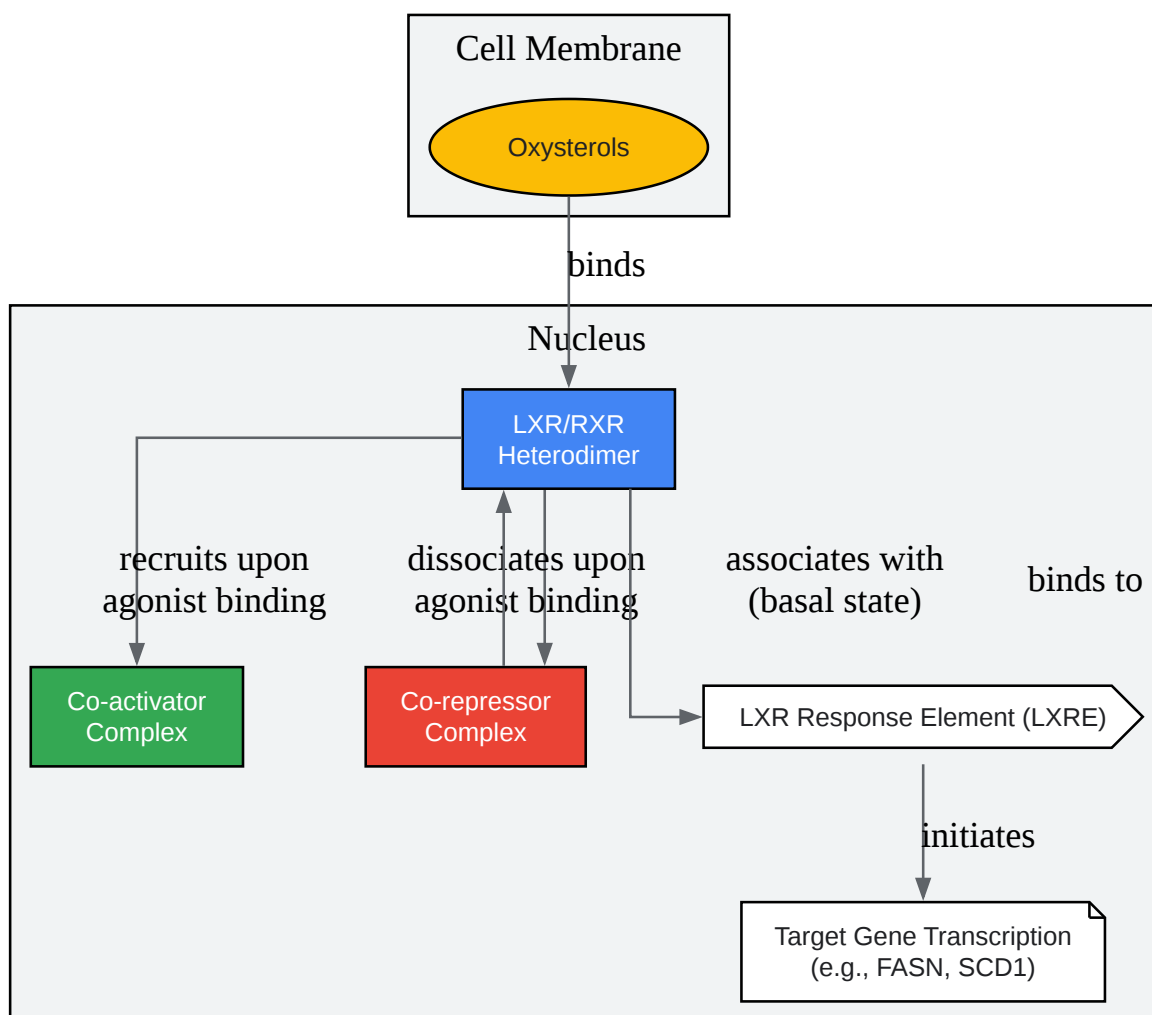 Cell Membrane
Oxysterols
binds
Nucleus
LXR/RXR
Heterodimer
recruits upon
agonist binding
dissociates upon
agonist binding
associates with
(basal state)
binds to
Co-activator
Complex
Co-repressor
Complex
LXR Response Element (LXRE)
initiates
Target Gene Transcription
(e.g., FASN, SCD1)